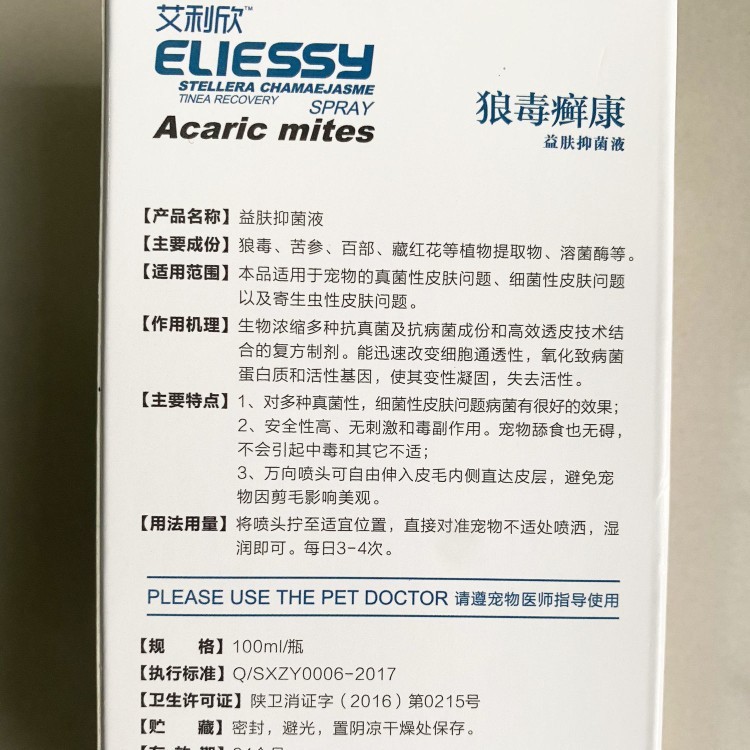 艾利欣™
ELIESSY
STELLERA CHAMAEJASME
TINEA RECOVERY SPRAY
Acaric mites
狼毒癣康
益肤抑菌液
【产品名称】益肤抑菌液
【主要成份】狼毒、苦参、百部、藏红花等植物提取物、溶菌酶等。
【适用范围】本品适用于宠物的真菌性皮肤问题、细菌性皮肤问题
以及寄生虫性皮肤问题。
【作用机理】生物浓缩多种抗真菌及抗病菌成份和高效透皮技术结
合的复方制剂。能迅速改变细胞通透性，氧化致病菌
蛋白质和活性基因，使其变性凝固，失去活性。
【主要特点】1、对多种真菌性，细菌性皮肤问题病菌有很好的效果；
2、安全性高、无刺激和毒副作用。宠物舔食也无碍，
不会引起中毒和其它不适；
3、万向喷头可自由伸入皮毛内侧直达皮层，避免宠
物因剪毛影响美观。
【用法用量】将喷头拧至适宜位置，直接对准宠物不适处喷洒，湿
润即可。每日3-4次。
PLEASE USE THE PET DOCTOR 请遵宠物医师指导使用
【规 格】100ml/瓶
【执行标准】Q/SXZY0006-2017
【卫生许可证】陕卫消证字（2016）第0215号
【贮 藏】密封，避光，置阴凉干燥处保存。